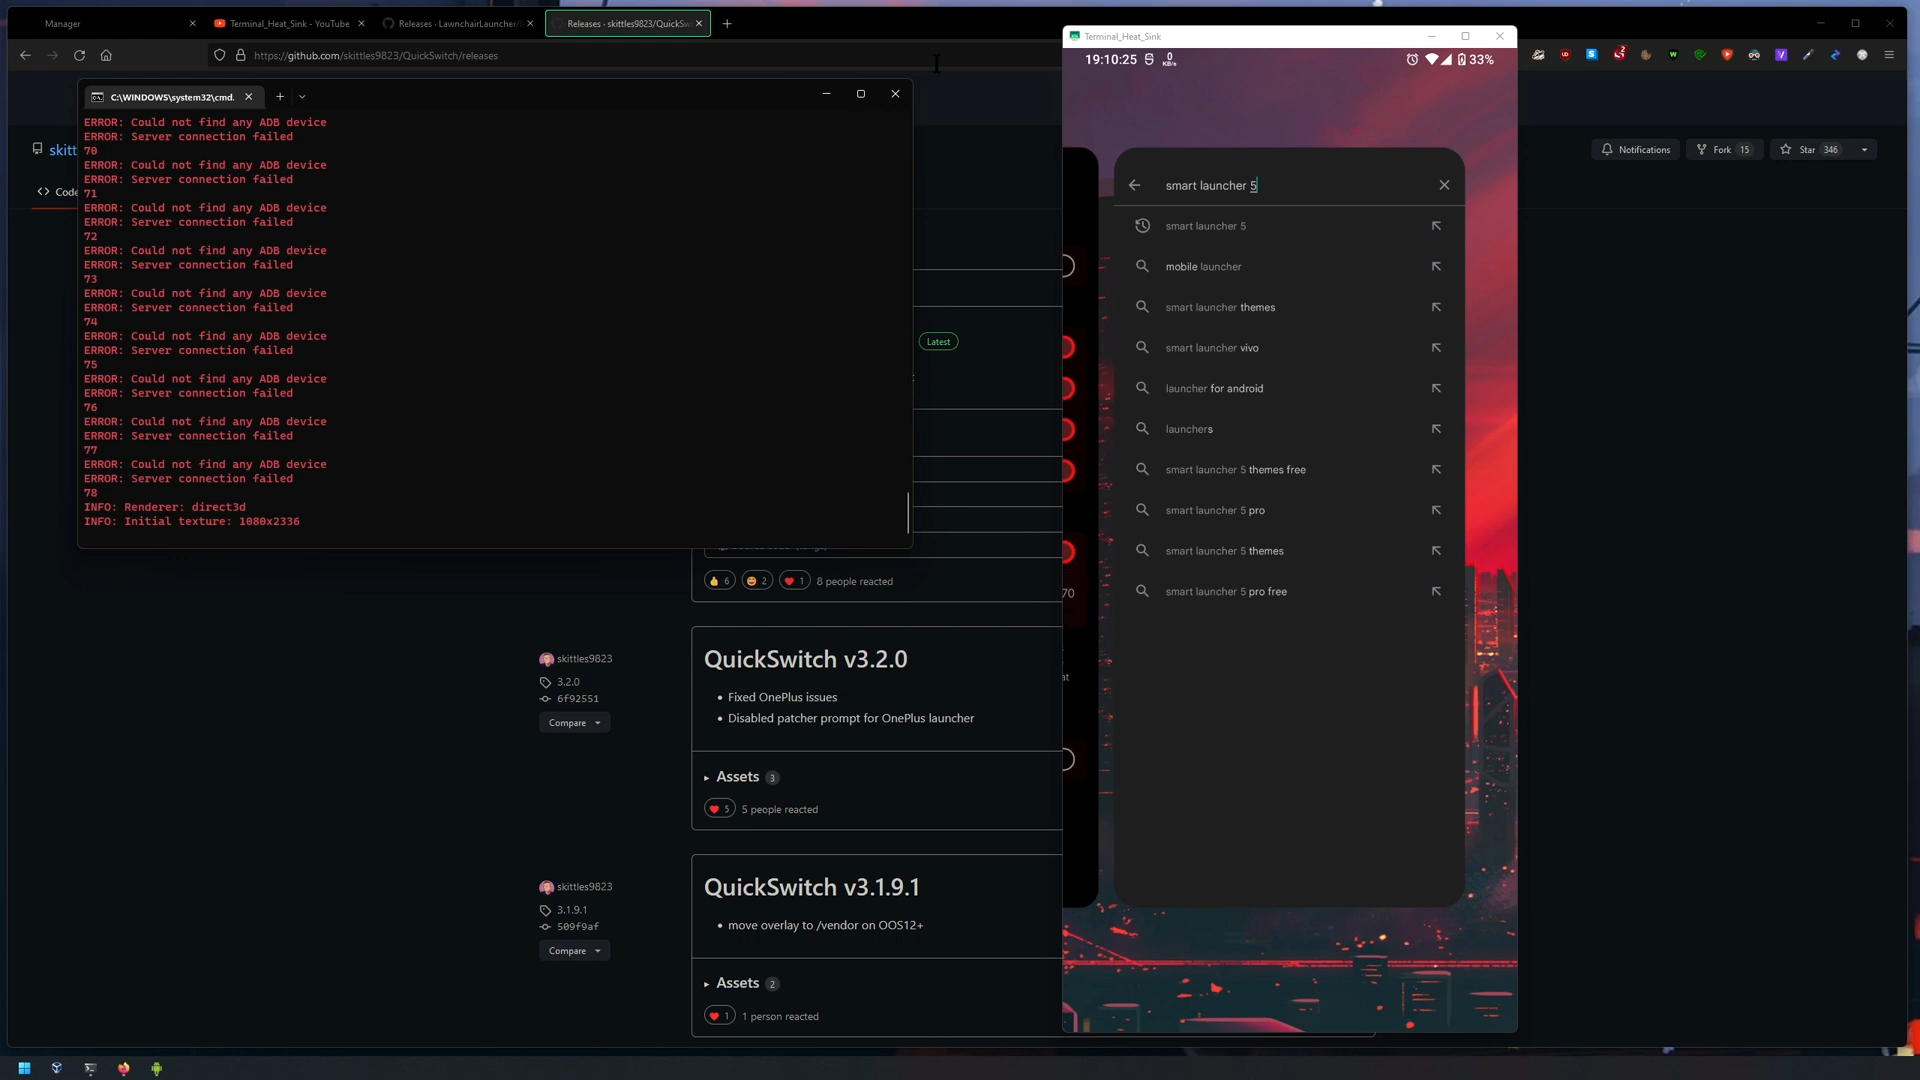 Manager
Terminal_Heat_Sink - YouTube
Releases · LawnchairLauncher/
Releases · skittles9823/QuickSw
https://github.com/skittles9823/QuickSwitch/releases
C:\WINDOWS\system32\cmd.
ERROR: Could not find any ADB device
ERROR: Server connection failed
70
ERROR: Could not find any ADB device
ERROR: Server connection failed
71
ERROR: Could not find any ADB device
ERROR: Server connection failed
72
ERROR: Could not find any ADB device
ERROR: Server connection failed
73
ERROR: Could not find any ADB device
ERROR: Server connection failed
74
ERROR: Could not find any ADB device
ERROR: Server connection failed
75
ERROR: Could not find any ADB device
ERROR: Server connection failed
76
ERROR: Could not find any ADB device
ERROR: Server connection failed
77
ERROR: Could not find any ADB device
ERROR: Server connection failed
78
INFO: Renderer: direct3d
INFO: Initial texture: 1080x2336
skitt
Code
Notifications
Fork 15
Star 346
Latest
6 2 1 8 people reacted
skittles9823
3.2.0
6f92551
Compare
QuickSwitch v3.2.0
• Fixed OnePlus issues
• Disabled patcher prompt for OnePlus launcher
Assets 3
5 5 people reacted
skittles9823
3.1.9.1
509f9af
Compare
QuickSwitch v3.1.9.1
• move overlay to /vendor on OOS12+
Assets 2
1 1 person reacted
Terminal_Heat_Sink
19:10:25 0 KB/s 33%
smart launcher 5
smart launcher 5
mobile launcher
smart launcher themes
smart launcher vivo
launcher for android
launchers
smart launcher 5 themes free
smart launcher 5 pro
smart launcher 5 themes
smart launcher 5 pro free
70
at